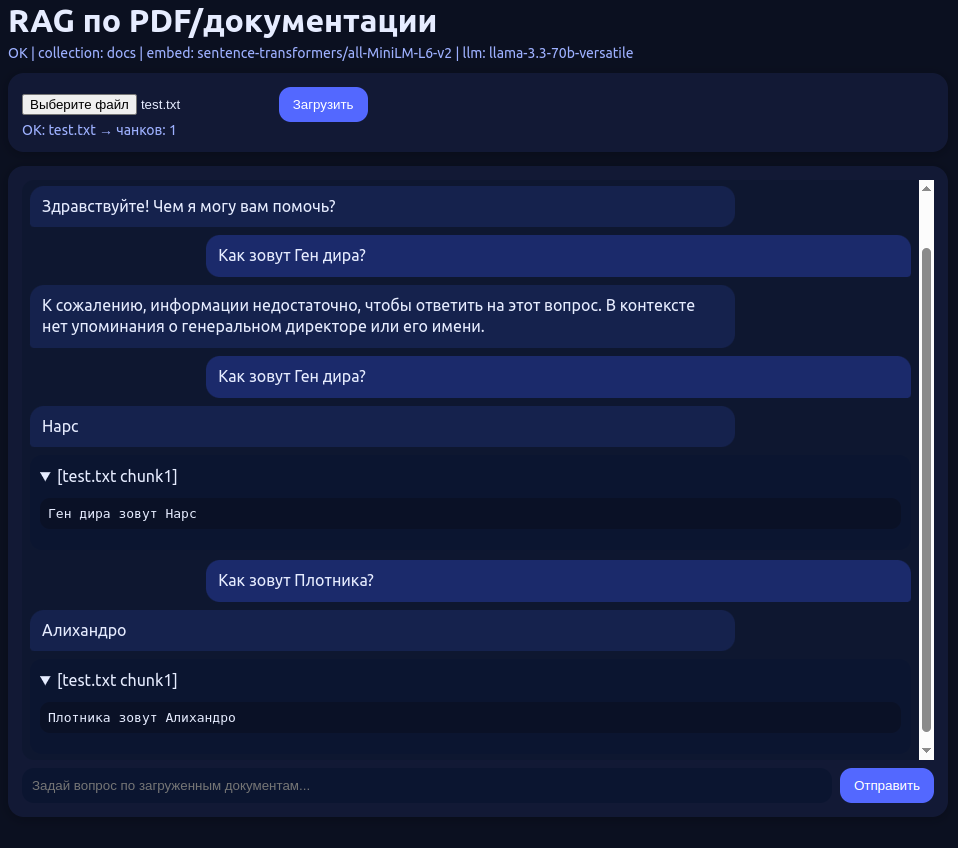 RAG по PDF/документации
OK | collection: docs | embed: sentence-transformers/all-MiniLM-L6-v2 | llm: llama-3.3-70b-versatile
Выберите файл test.txt Загрузить
OK: test.txt → чанков: 1
Здравствуйте! Чем я могу вам помочь?
Как зовут Ген дира?
К сожалению, информации недостаточно, чтобы ответить на этот вопрос. В контексте
нет упоминания о генеральном директоре или его имени.
Как зовут Ген дира?
Нарс
▼ [test.txt chunk1]
Ген дира зовут Нарс
Как зовут Плотника?
Алихандро
▼ [test.txt chunk1]
Плотника зовут Алихандро
Задай вопрос по загруженным документам... Отправить